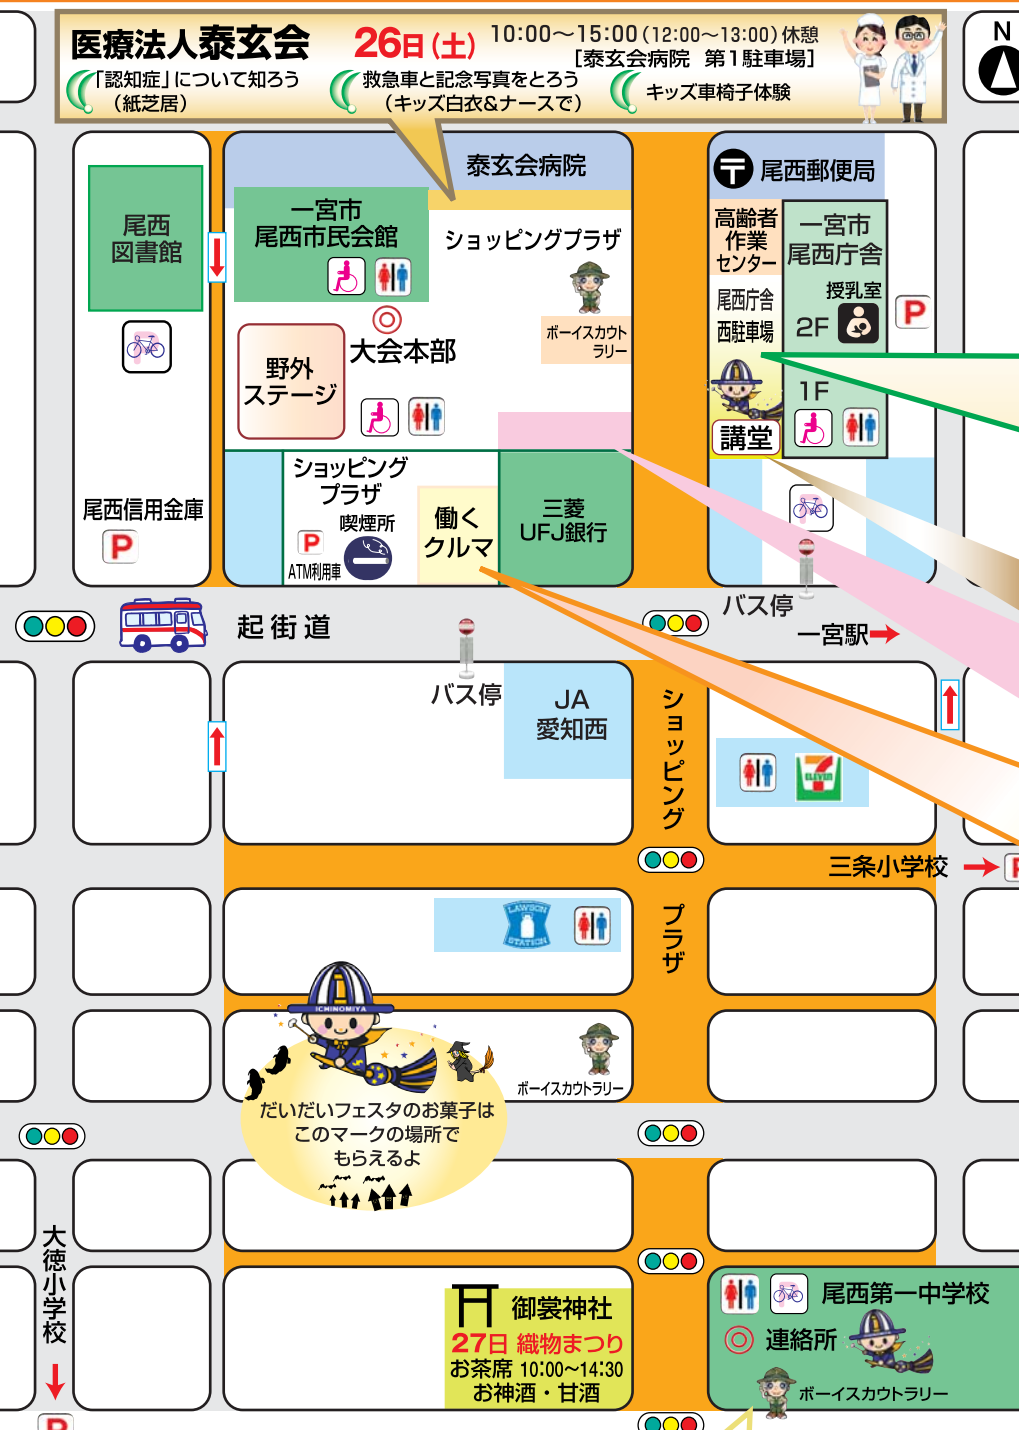 医療法人泰玄会
26日(土)
10:00〜15:00(12:00〜13:00)休憩
[泰玄会病院 第1駐車場]
「認知症」について知ろう
(紙芝居)
救急車と記念写真をとろう
(キッズ白衣&ナースで)
キッズ車椅子体験
N
尾西
図書館
泰玄会病院
一宮市
尾西市民会館
ショッピングプラザ
ボーイスカウト
ラリー
大会本部
野外
ステージ
〒
尾西郵便局
高齢者
作業
センター
一宮市
尾西庁舎
尾西庁舎
西駐車場
授乳室
2F
P
1F
講堂
尾西信用金庫
P
ショッピング
プラザ
喫煙所
P
ATM利用車
働く
クルマ
三菱
UFJ銀行
バス停
一宮駅
起街道
バス停
JA
愛知西
ショッピング
プラザ
7
ELEVEN
三条小学校
P
LAWSON
STATION
ICHINOMIYA
ボーイスカウトラリー
だいだいフェスタのお菓子は
このマークの場所で
もらえるよ
大徳小学校
P
御裳神社
27日 織物まつり
お茶席 10:00〜14:30
お神酒・甘酒
尾西第一中学校
連絡所
ボーイスカウトラリー